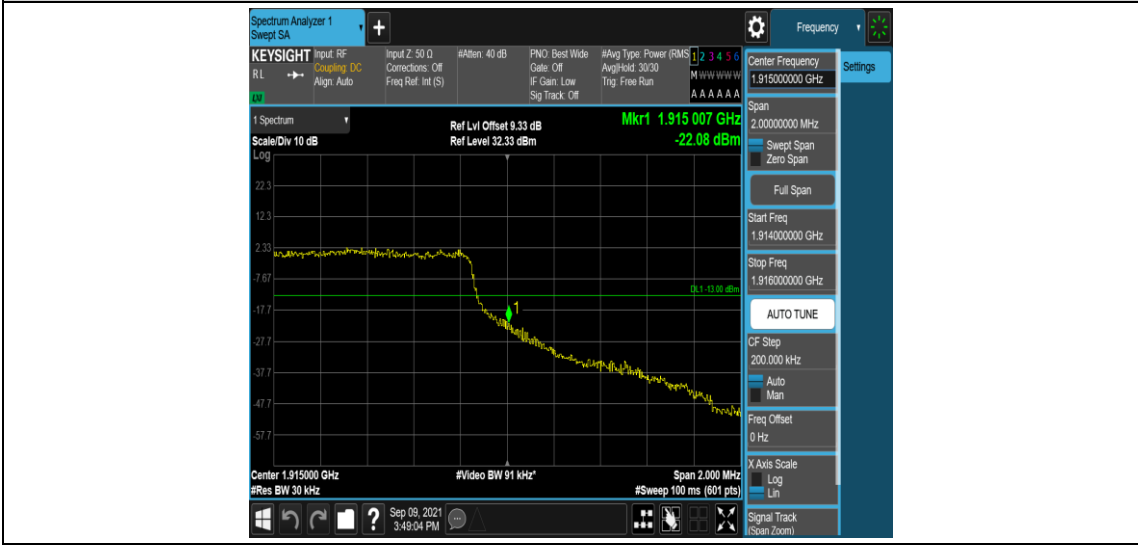 Spectrum Analyzer 1
Swept SA
+
Frequency
KEYSIGHT
RL
LM
Input: RF
Coupling: DC
Align: Auto
Input Z: 50 Ω
Corrections: Off
Freq Ref: Int (S)
#Atten: 40 dB
PNO: Best Wide
Gate: Off
IF Gain: Low
Sig Track: Off
#Avg Type: Power (RMS
Avg|Hold: 30/30
Trig: Free Run
1 2 3 4 5 6
M W W W W W
A A A A A A
Center Frequency
1.915000000 GHz
Settings
1 Spectrum
Scale/Div 10 dB
Ref Lvl Offset 9.33 dB
Ref Level 32.33 dBm
Mkr1 1.915 007 GHz
-22.08 dBm
Log
22.3
12.3
2.33
-7.67
-17.7
-27.7
-37.7
-47.7
-57.7
DL1 -13.00 dBm
1
Center 1.915000 GHz
#Res BW 30 kHz
#Video BW 91 kHz*
Span 2.000 MHz
#Sweep 100 ms (601 pts)
Span
2.00000000 MHz
Swept Span
Zero Span
Full Span
Start Freq
1.914000000 GHz
Stop Freq
1.916000000 GHz
AUTO TUNE
CF Step
200.000 kHz
Auto
Man
Freq Offset
0 Hz
X Axis Scale
Log
Lin
Signal Track
(Span Zoom)
?
Sep 09, 2021
3:49:04 PM